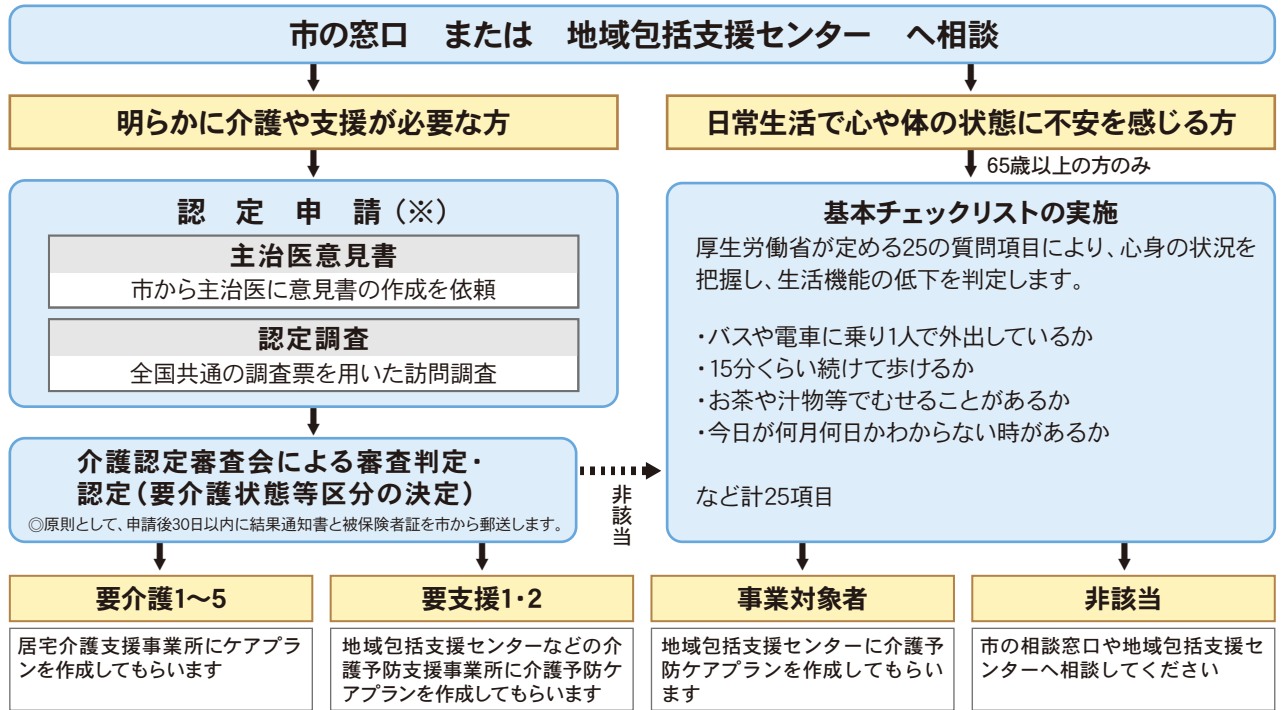 市の窓口　または　地域包括支援センター　へ相談
明らかに介護や支援が必要な方
認　定　申　請（※）
主治医意見書
市から主治医に意見書の作成を依頼
認定調査
全国共通の調査票を用いた訪問調査
介護認定審査会による審査判定・
認定（要介護状態等区分の決定）
◎原則として、申請後30日以内に結果通知書と被保険者証を市から郵送します。
非該当
日常生活で心や体の状態に不安を感じる方
65歳以上の方のみ
基本チェックリストの実施
厚生労働省が定める25の質問項目により、心身の状況を
把握し、生活機能の低下を判定します。
・バスや電車に乗り1人で外出しているか
・15分くらい続けて歩けるか
・お茶や汁物等でむせることがあるか
・今日が何月何日かわからない時があるか
など計25項目
要介護1〜5
居宅介護支援事業所にケアプラ
ンを作成してもらいます
要支援1・2
地域包括支援センターなどの介
護予防支援事業所に介護予防ケ
アプランを作成してもらいます
事業対象者
地域包括支援センターに介護予
防ケアプランを作成してもらい
ます
非該当
市の相談窓口や地域包括支援セ
ンターへ相談してください